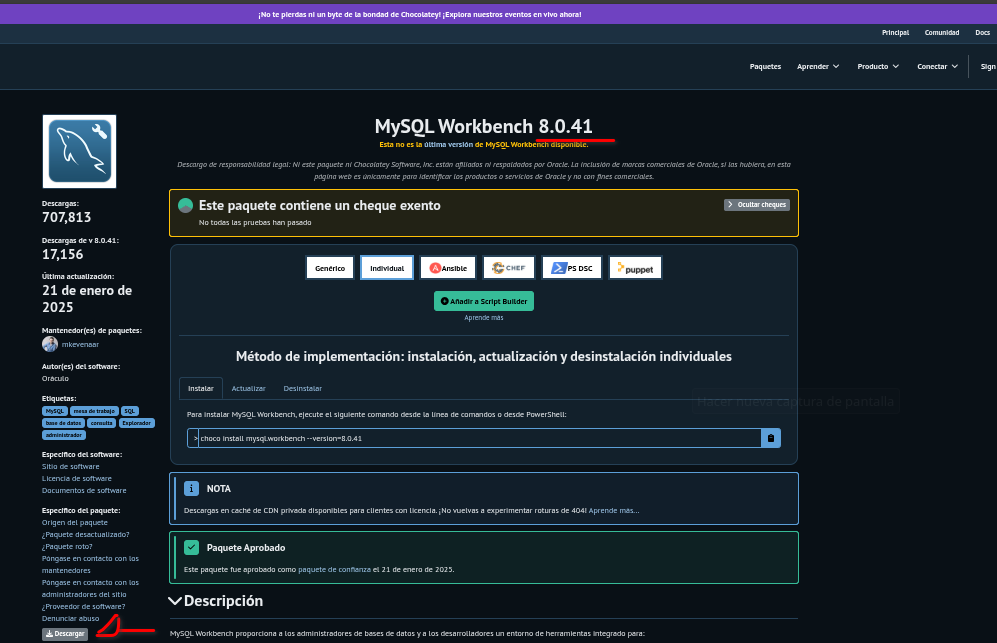 ¡No te pierdas ni un byte de la bondad de Chocolatey! ¡Explora nuestros eventos en vivo ahora!
Principal Comunidad Docs
Paquetes Aprender Producto Conectar Sign
MySQL Workbench 8.0.41
Esta no es la última versión de MySQL Workbench disponible.
Descargo de responsabilidad legal: Ni este paquete ni Chocolatey Software, Inc. están afiliados ni respaldados por Oracle. La inclusión de marcas comerciales de Oracle, si las hubiera, en esta
página web es únicamente para identificar los productos o servicios de Oracle y no con fines comerciales.
Descargas:
707,813
Descargas de v 8.0.41:
17,156
Última actualización:
21 de enero de
2025
Mantenedor(es) de paquetes:
mkevenaar
Autor(es) del software:
Oráculo
Etiquetas:
MySQL mesa de trabajo SQL
base de datos consulta Explorador
administrador
Específico del software:
Sitio de software
Licencia de software
Documentos de software
Específico del paquete:
Origen del paquete
¿Paquete desactualizado?
¿Paquete roto?
Póngase en contacto con los
mantenedores
Póngase en contacto con los
administradores del sitio
¿Proveedor de software?
Denunciar abuso
Descargar
Este paquete contiene un cheque exento
Ocultar cheques
No todas las pruebas han pasado
Genérico Individual Ansible CHEF PS DSC puppet
Añadir a Script Builder
Aprende más
Método de implementación: instalación, actualización y desinstalación individuales
Instalar Actualizar Desinstalar
Hacer nueva captura de pantalla
Para instalar MySQL Workbench, ejecute el siguiente comando desde la línea de comandos o desde PowerShell:
> choco install mysql.workbench --version=8.0.41
NOTA
Descargas en caché de CDN privada disponibles para clientes con licencia. ¡No vuelvas a experimentar roturas de 404! Aprende más...
Paquete Aprobado
Este paquete fue aprobado como paquete de confianza el 21 de enero de 2025.
Descripción
MySQL Workbench proporciona a los administradores de bases de datos y a los desarrolladores un entorno de herramientas integrado para: